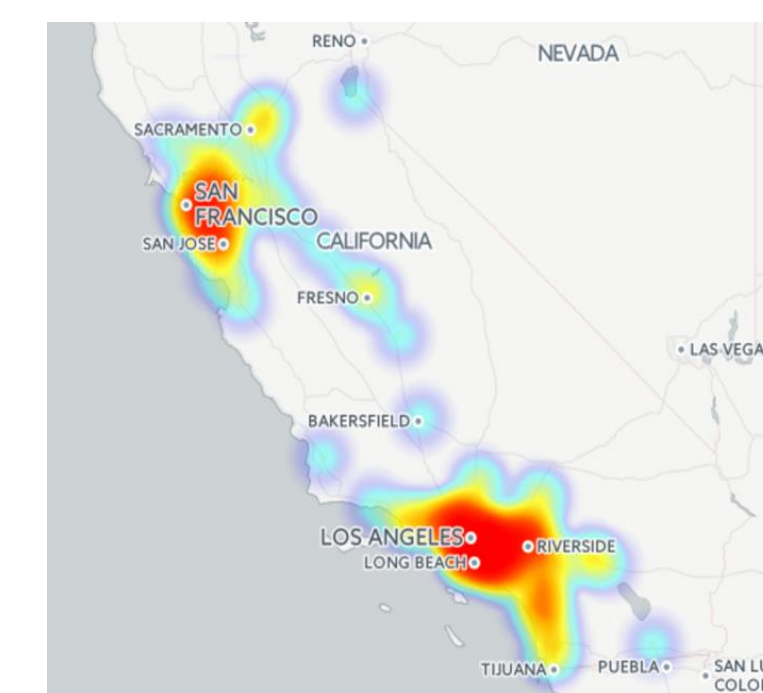 RENO
NEVADA
SACRAMENTO
SAN
FRANCISCO
SAN JOSE
CALIFORNIA
FRESNO
LAS VEGA
BAKERSFIELD
LOS ANGELES
RIVERSIDE
LONG BEACH
TIJUANA
PUEBLA
SAN LU
COLO